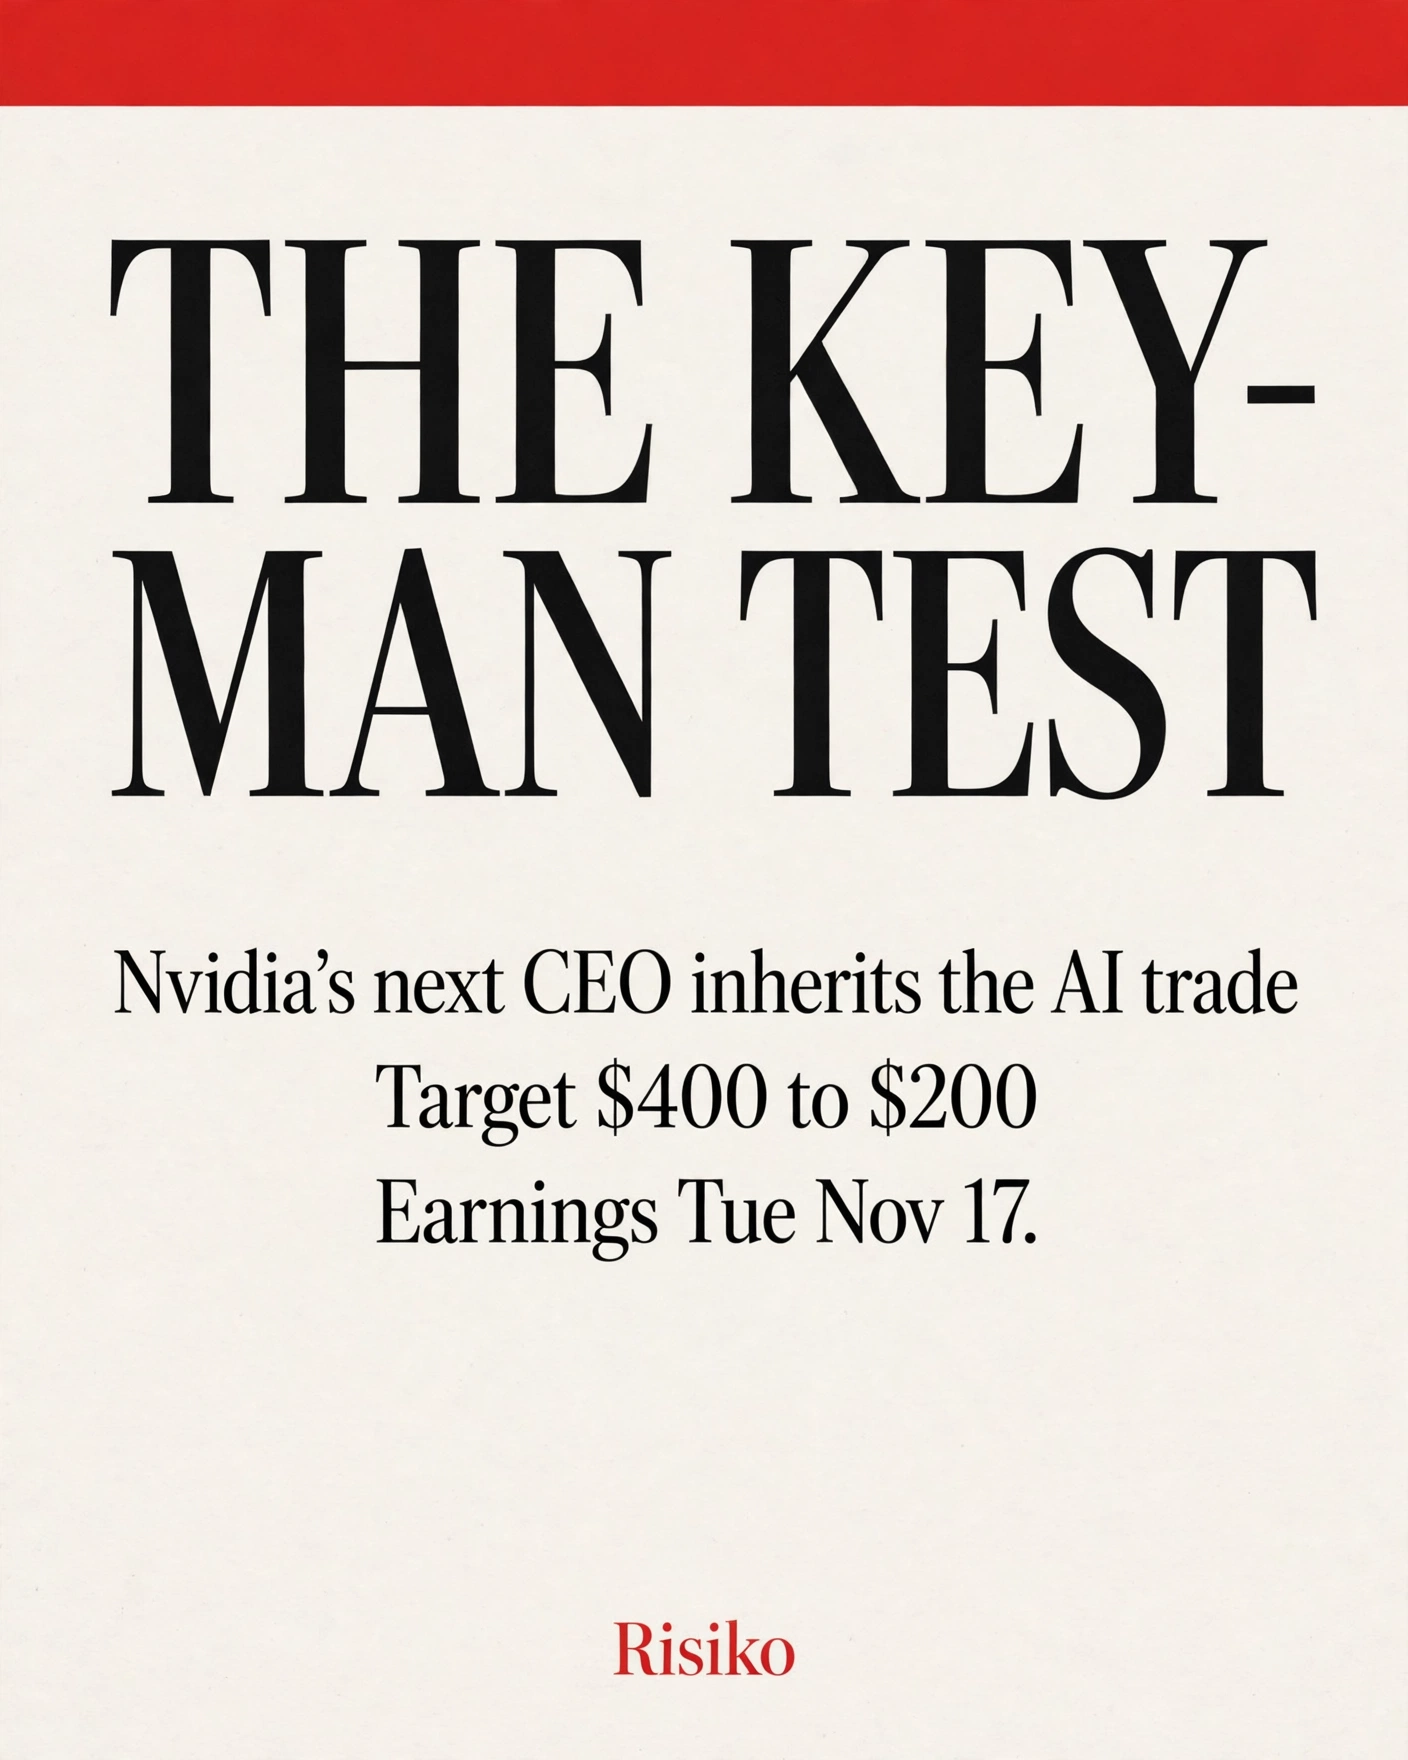 THE KEY-
MAN TEST
Nvidia’s next CEO inherits the AI trade
Target $400 to $200
Earnings Tue Nov 17.
Risiko